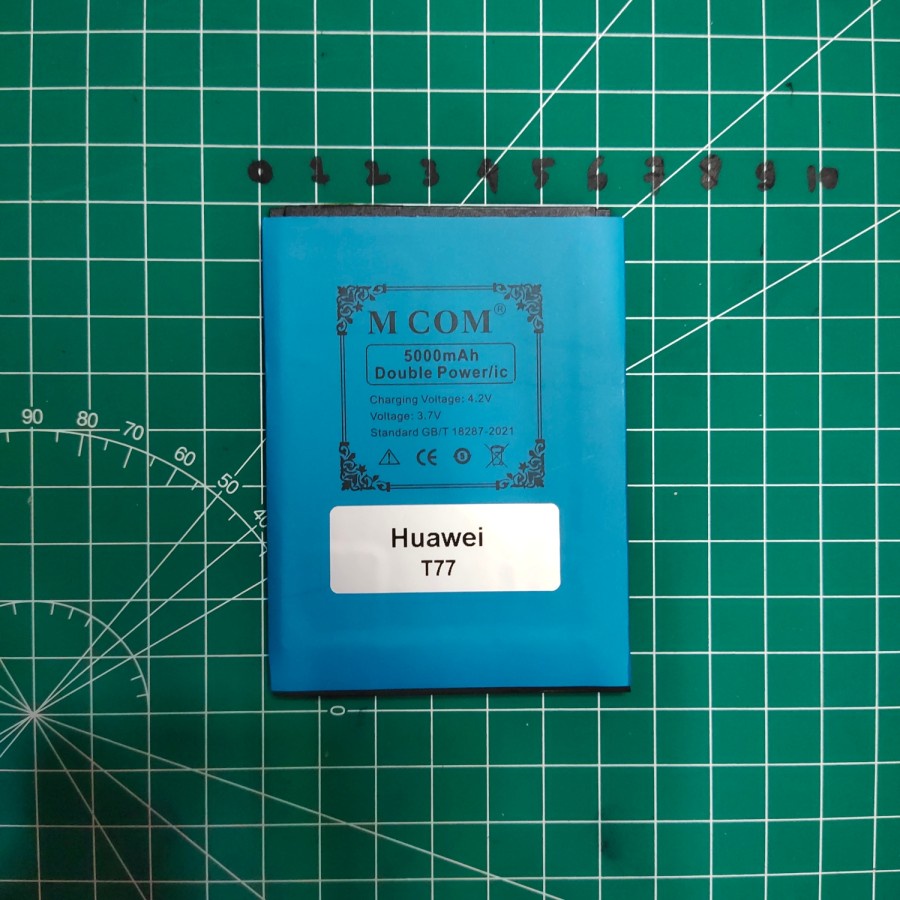 0 1 2 3 4 5 6 7 8 9 10
M COM®
5000mAh
Double Power/ic
Charging Voltage: 4.2V
Voltage: 3.7V
Standard GB/T 18287-2021
CE
90 80 70 60 50 40
Huawei
T77
0